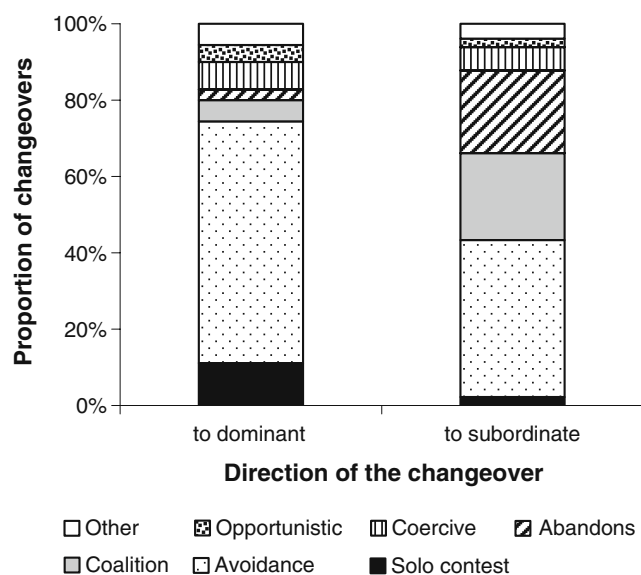 100%
80%
60%
40%
20%
0%
Proportion of changeovers
to dominant to subordinate
Direction of the changeover
Other Opportunistic Coercive Abandons
Coalition Avoidance Solo contest